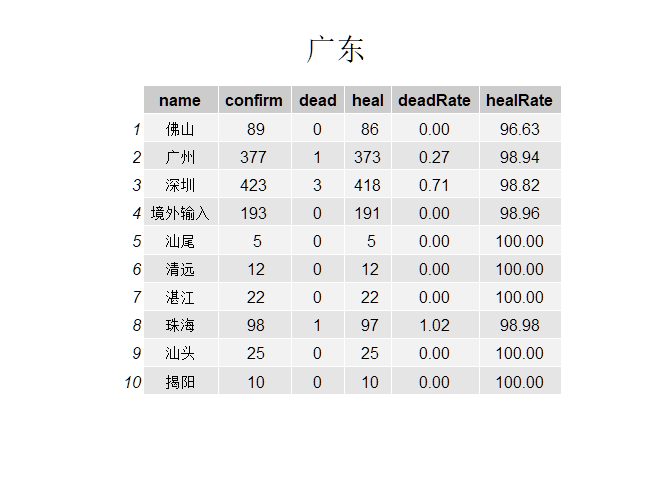 广东
name confirm dead heal deadRate healRate
1 佛山 89 0 86 0.00 96.63
2 广州 377 1 373 0.27 98.94
3 深圳 423 3 418 0.71 98.82
4 境外输入 193 0 191 0.00 98.96
5 汕尾 5 0 5 0.00 100.00
6 清远 12 0 12 0.00 100.00
7 湛江 22 0 22 0.00 100.00
8 珠海 98 1 97 1.02 98.98
9 汕头 25 0 25 0.00 100.00
10 揭阳 10 0 10 0.00 100.00